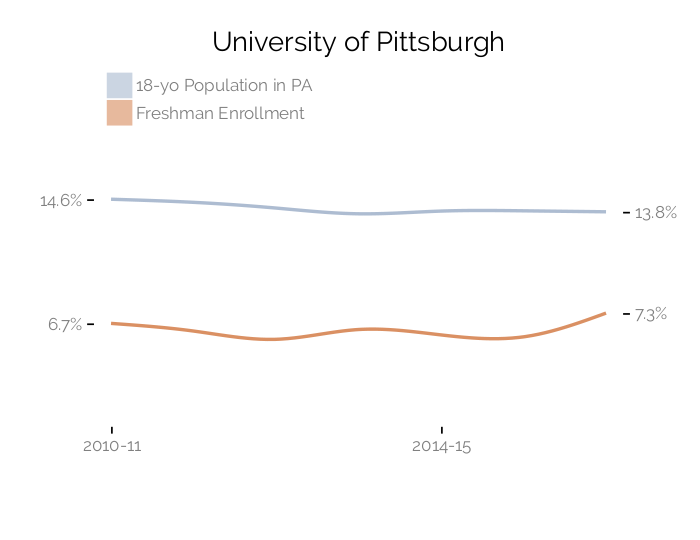 University of Pittsburgh
18-yo Population in PA
Freshman Enrollment
14.6%
13.8%
6.7%
7.3%
2010-11
2014-15